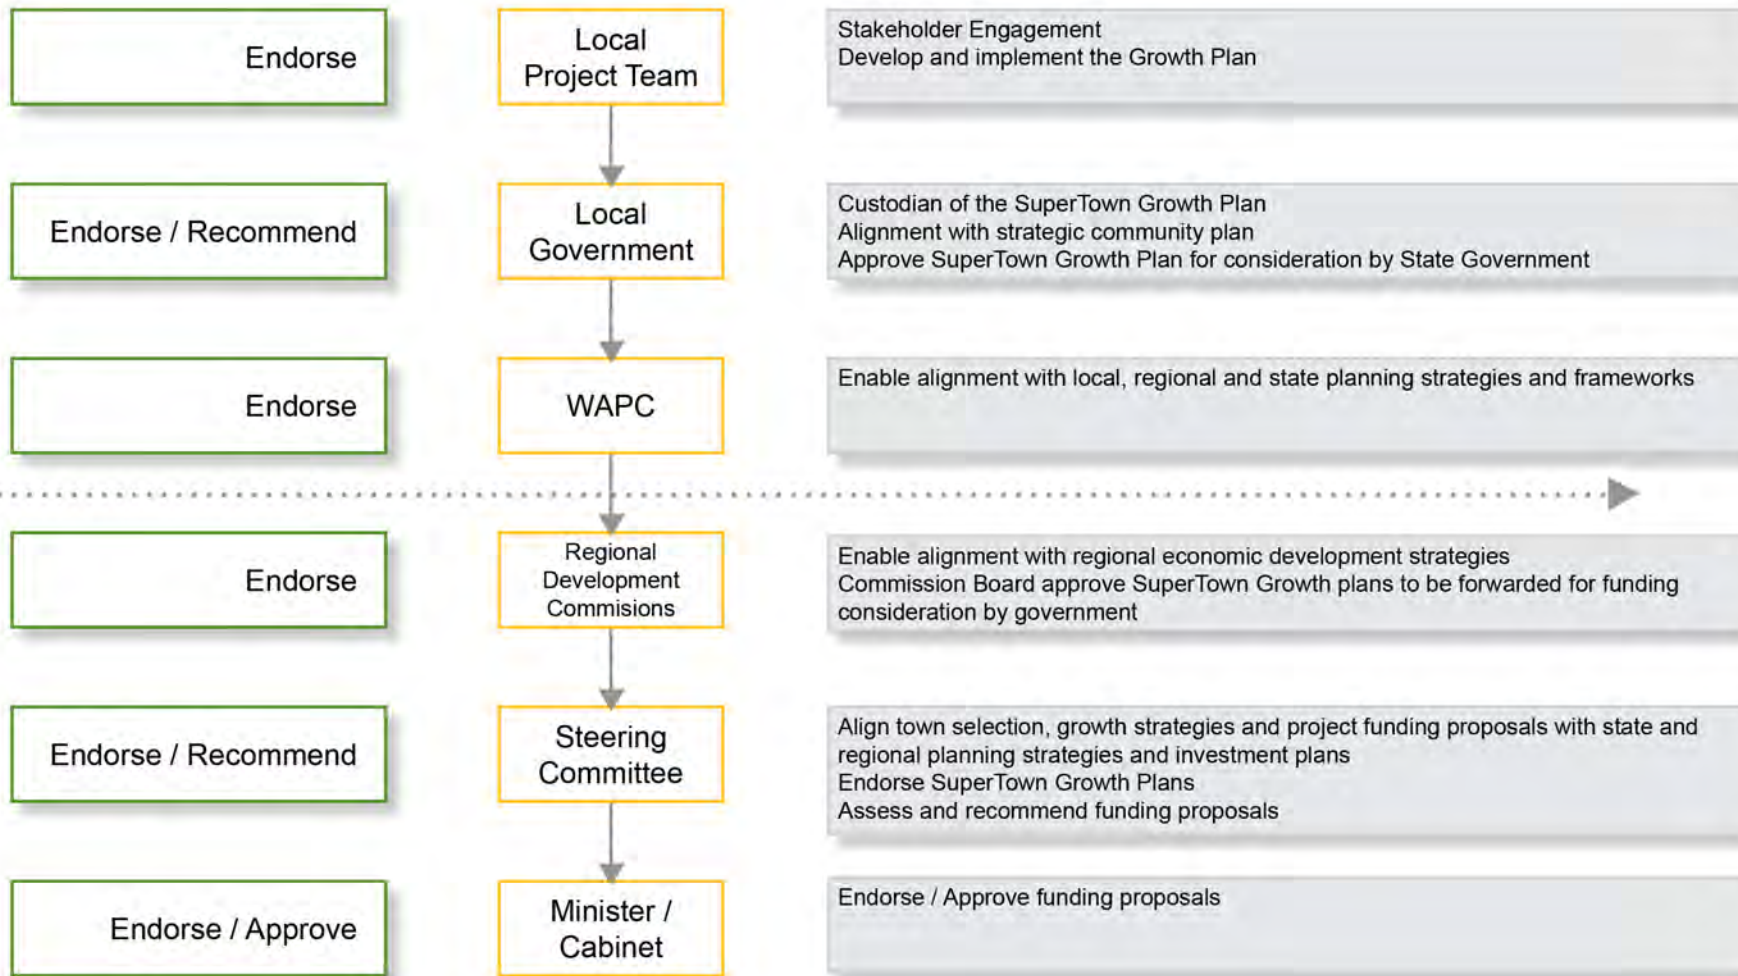 Endorse
Local
Project Team
Stakeholder Engagement
Develop and implement the Growth Plan
Endorse / Recommend
Local
Government
Custodian of the SuperTown Growth Plan
Alignment with strategic community plan
Approve SuperTown Growth Plan for consideration by State Government
Endorse
WAPC
Enable alignment with local, regional and state planning strategies and frameworks
Endorse
Regional
Development
Commisions
Enable alignment with regional economic development strategies
Commission Board approve SuperTown Growth plans to be forwarded for funding
consideration by government
Endorse / Recommend
Steering
Committee
Align town selection, growth strategies and project funding proposals with state and
regional planning strategies and investment plans
Endorse SuperTown Growth Plans
Assess and recommend funding proposals
Endorse / Approve
Minister /
Cabinet
Endorse / Approve funding proposals